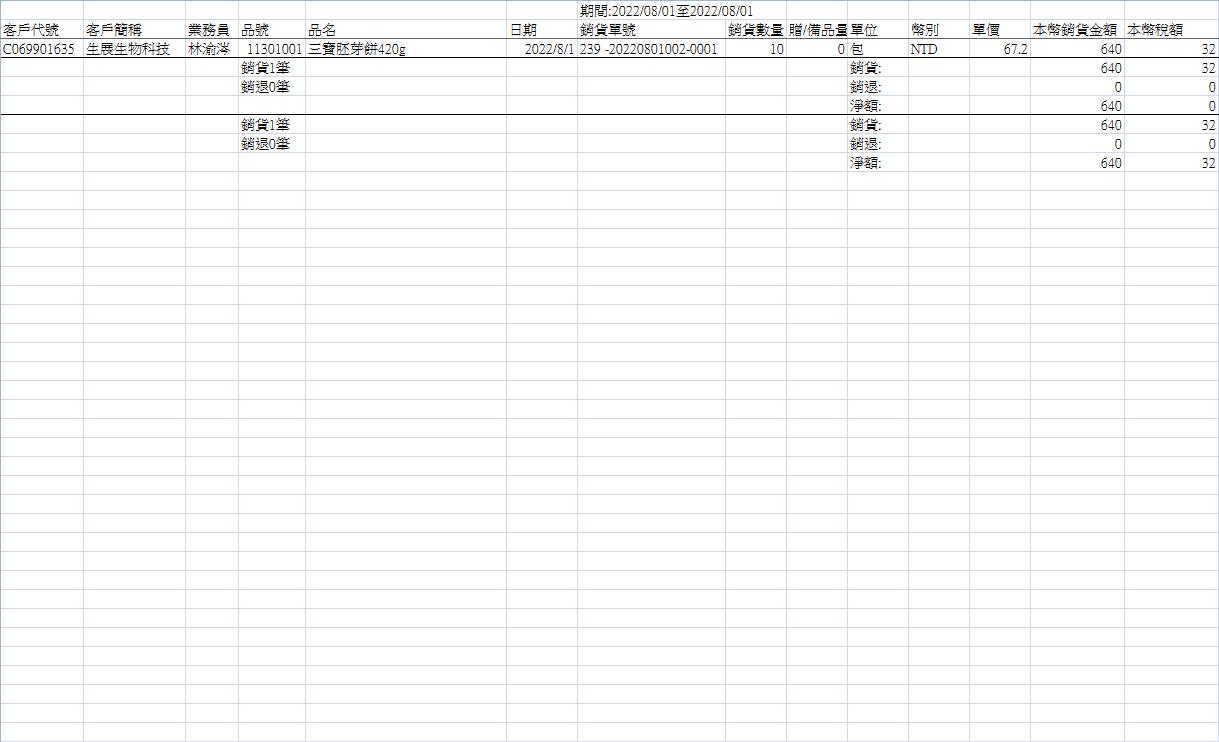 期間:2022/08/01至2022/08/01
客戶代號 客戶簡稱 業務員 品號 品名 日期 銷貨單號 銷貨數量 贈/備品量 單位 幣別 單價 本幣銷貨金額 本幣稅額
C069901635 生展生物科技 林渝涔 11301001 三寶胚芽餅420g 2022/8/1 239 -20220801002-0001 10 0 包 NTD 67.2 640 32
銷貨1筆 銷貨: 640 32
銷退0筆 銷退: 0 0
淨額: 640 0
銷貨1筆 銷貨: 640 32
銷退0筆 銷退: 0 0
淨額: 640 32